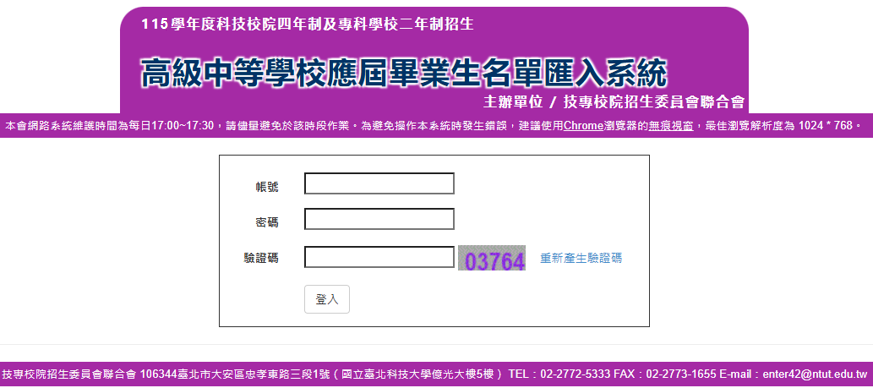 115學年度科技校院四年制及專科學校二年制招生
高級中等學校應屆畢業生名單匯入系統
主辦單位 / 技專校院招生委員會聯合會
本會網路系統維護時間為每日17:00~17:30，請儘量避免於該時段作業。為避免操作本系統時發生錯誤，建議使用Chrome瀏覽器的無痕視窗，最佳瀏覽解析度為 1024 * 768。
帳號
密碼
驗證碼 03764 重新產生驗證碼
登入
技專校院招生委員會聯合會 106344臺北市大安區忠孝東路三段1號（國立臺北科技大學億光大樓5樓） TEL：02-2772-5333 FAX：02-2773-1655 E-mail：enter42@ntut.edu.tw